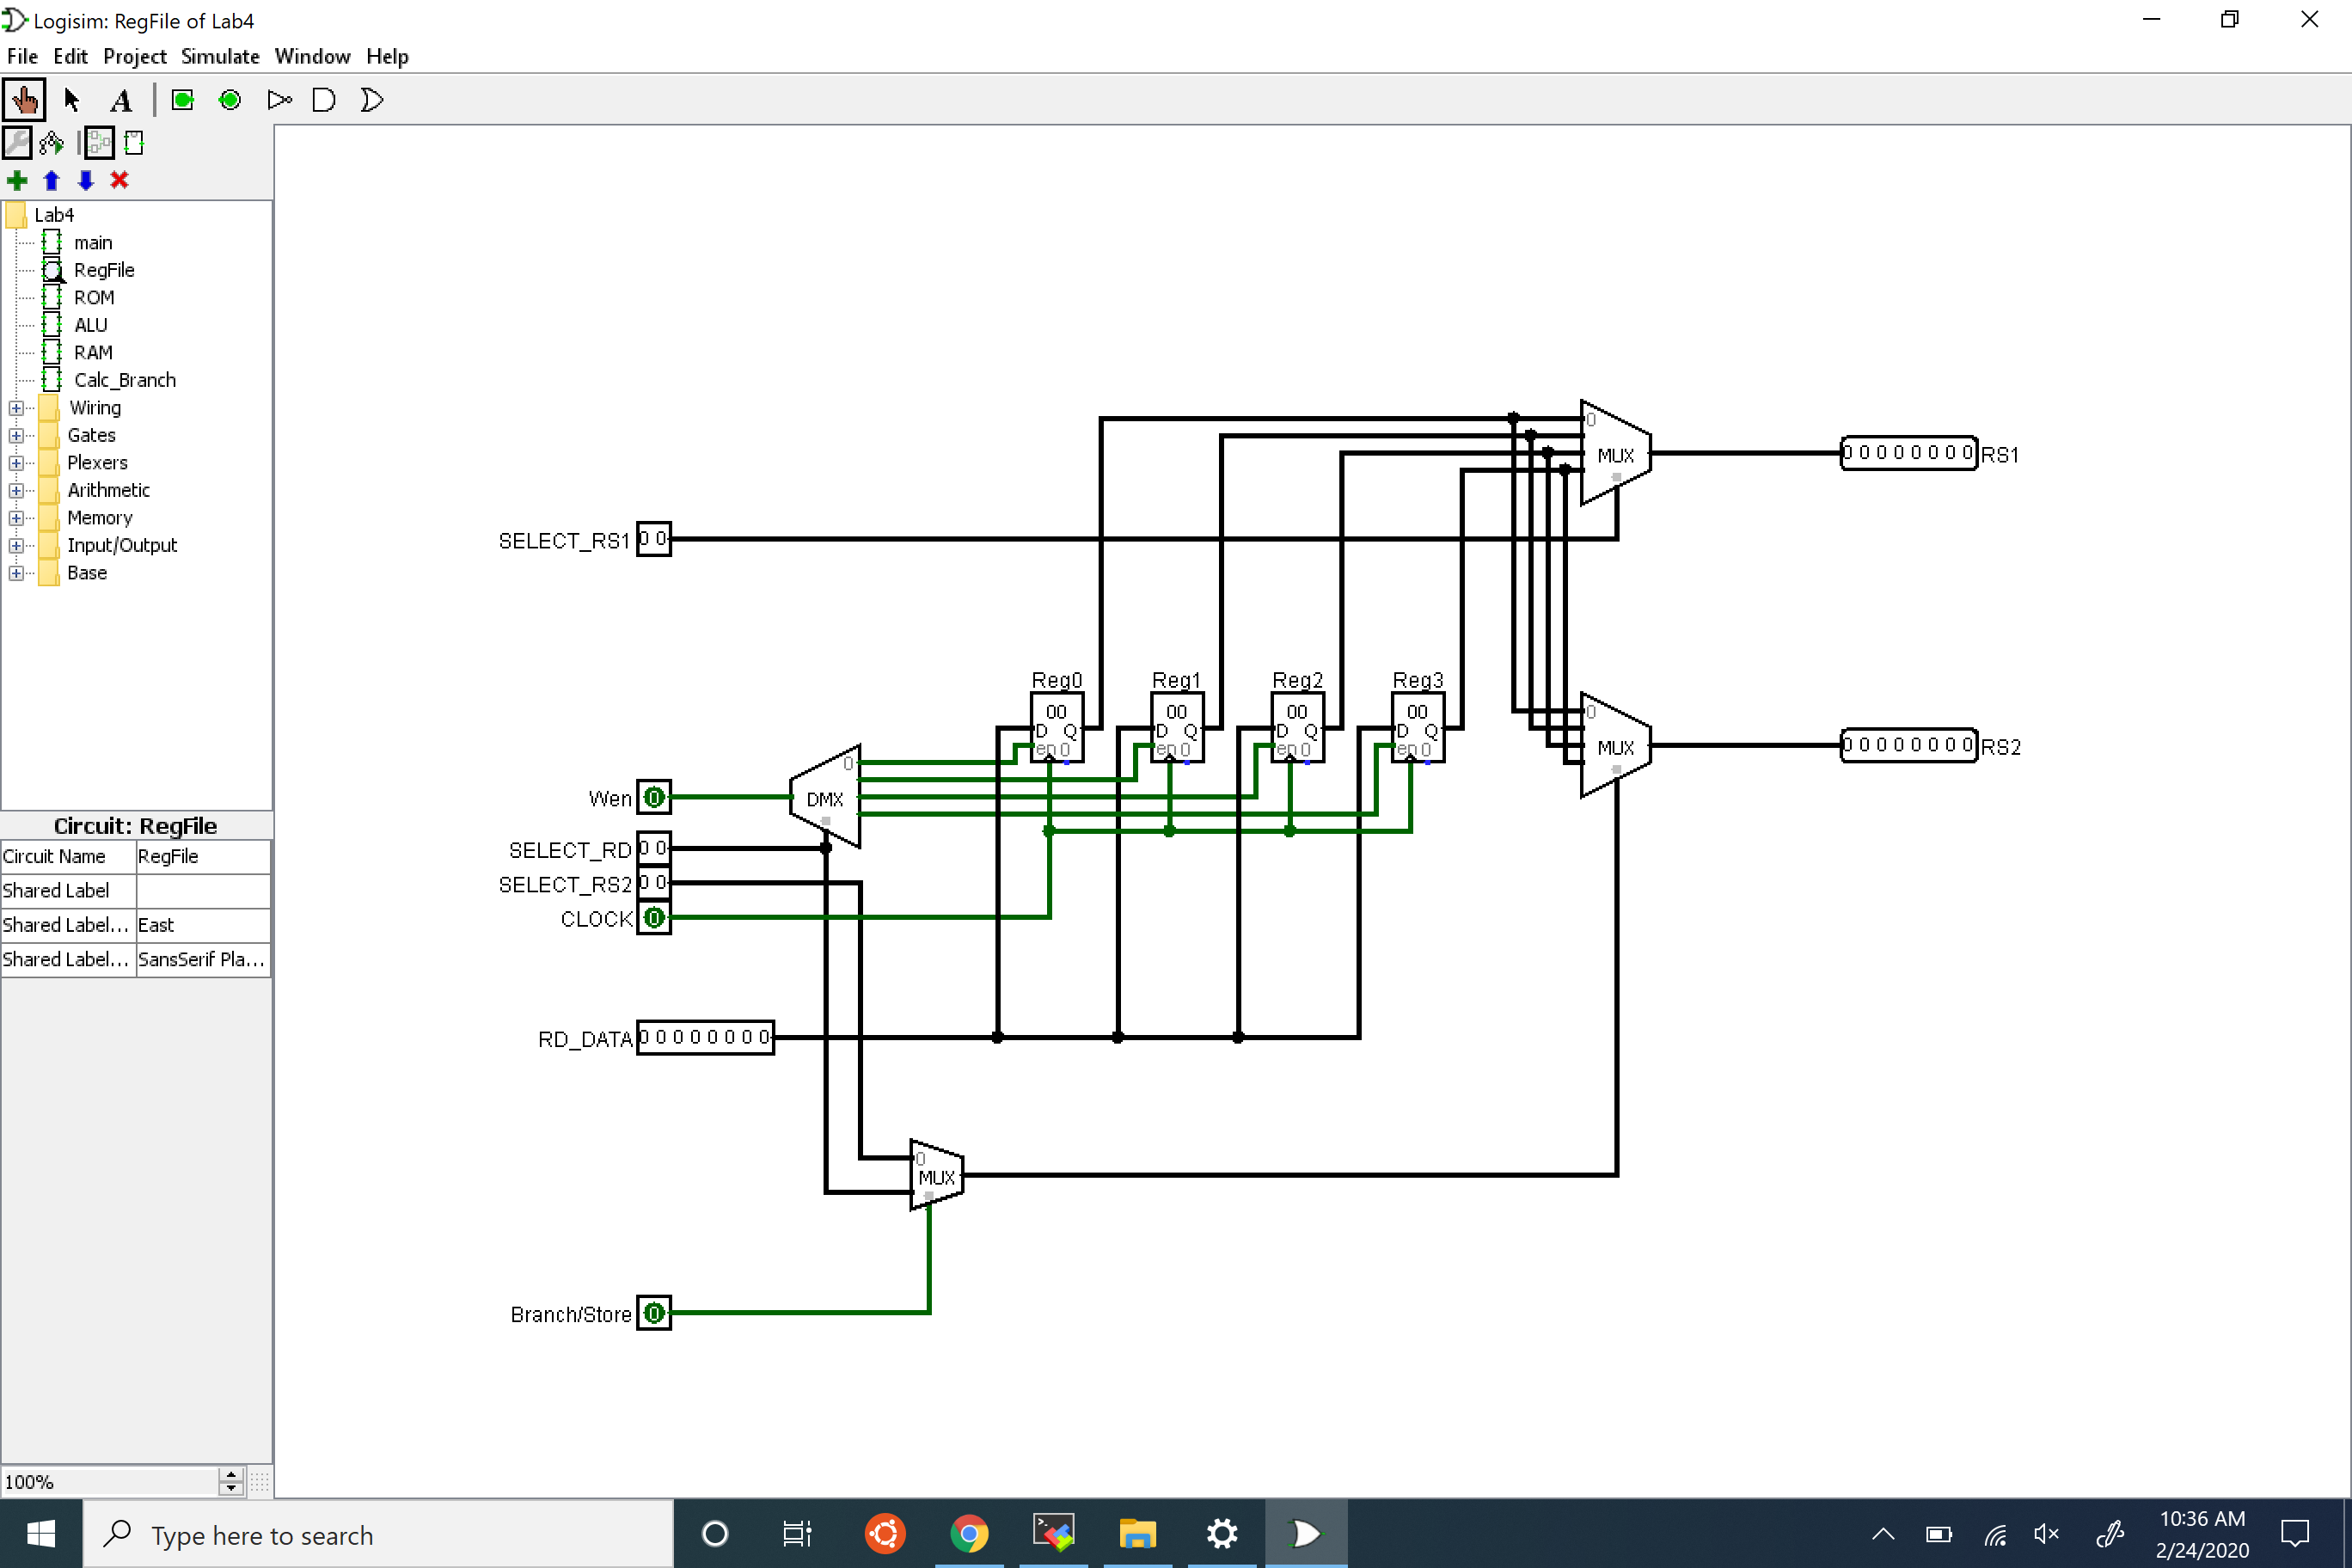 Logisim: RegFile of Lab4
File Edit Project Simulate Window Help
A
Lab4
main
RegFile
ROM
ALU
RAM
Calc_Branch
Wiring
Gates
Plexers
Arithmetic
Memory
Input/Output
Base
Circuit: RegFile
Circuit Name RegFile
Shared Label
Shared Label... East
Shared Label... SansSerif Pla...
100%
0
MUX
0 0 0 0 0 0 0 0 RS1
SELECT_RS1 0 0
Reg0 Reg1 Reg2 Reg3
00 00 00 00
D Q D Q D Q D Q
en 0 en 0 en 0 en 0
0
MUX
0 0 0 0 0 0 0 0 RS2
0
Wen 0 DMX
SELECT_RD 0 0
SELECT_RS2 0 0
CLOCK 0
RD_DATA 0 0 0 0 0 0 0 0
0
MUX
Branch/Store 0
Type here to search
10:36 AM
2/24/2020